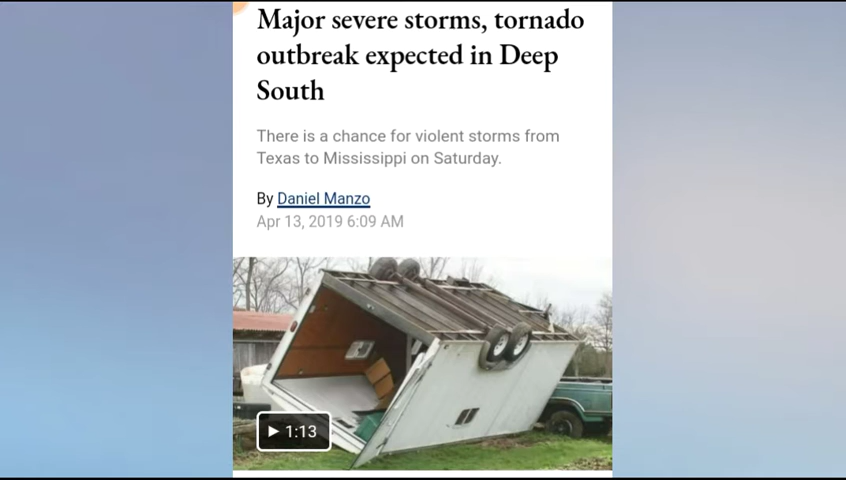 Major severe storms, tornado
outbreak expected in Deep
South
There is a chance for violent storms from
Texas to Mississippi on Saturday.
By Daniel Manzo
Apr 13, 2019 6:09 AM
1:13